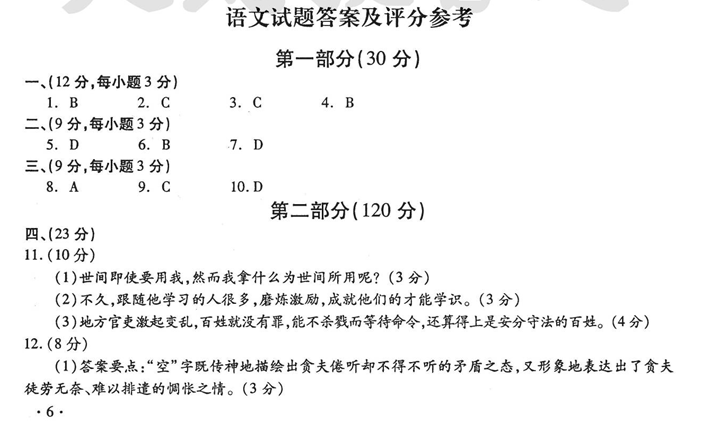 语文试题答案及评分参考
第一部分(30分)
一、(12分,每小题3分)
1. B 2. C 3. C 4. B
二、(9分,每小题3分)
5. D 6. B 7. D
三、(9分,每小题3分)
8. A 9. C 10. D
第二部分(120分)
四、(23分)
11.(10分)
(1)世间即使要用我,然而我拿什么为世间所用呢?(3分)
(2)不久,跟随他学习的人很多,磨炼激励,成就他们的才能学识。(3分)
(3)地方官吏激起变乱,百姓就没有罪,能不杀戮而等待命令,还算得上是安分守法的百姓。(4分)
12.(8分)
(1)答案要点:“空”字既传神地描绘出贪夫倦听却不得不听的矛盾之态,又形象地表达出了贪夫
徒劳无奈、难以排遣的惆怅之情。(3分)
·6·